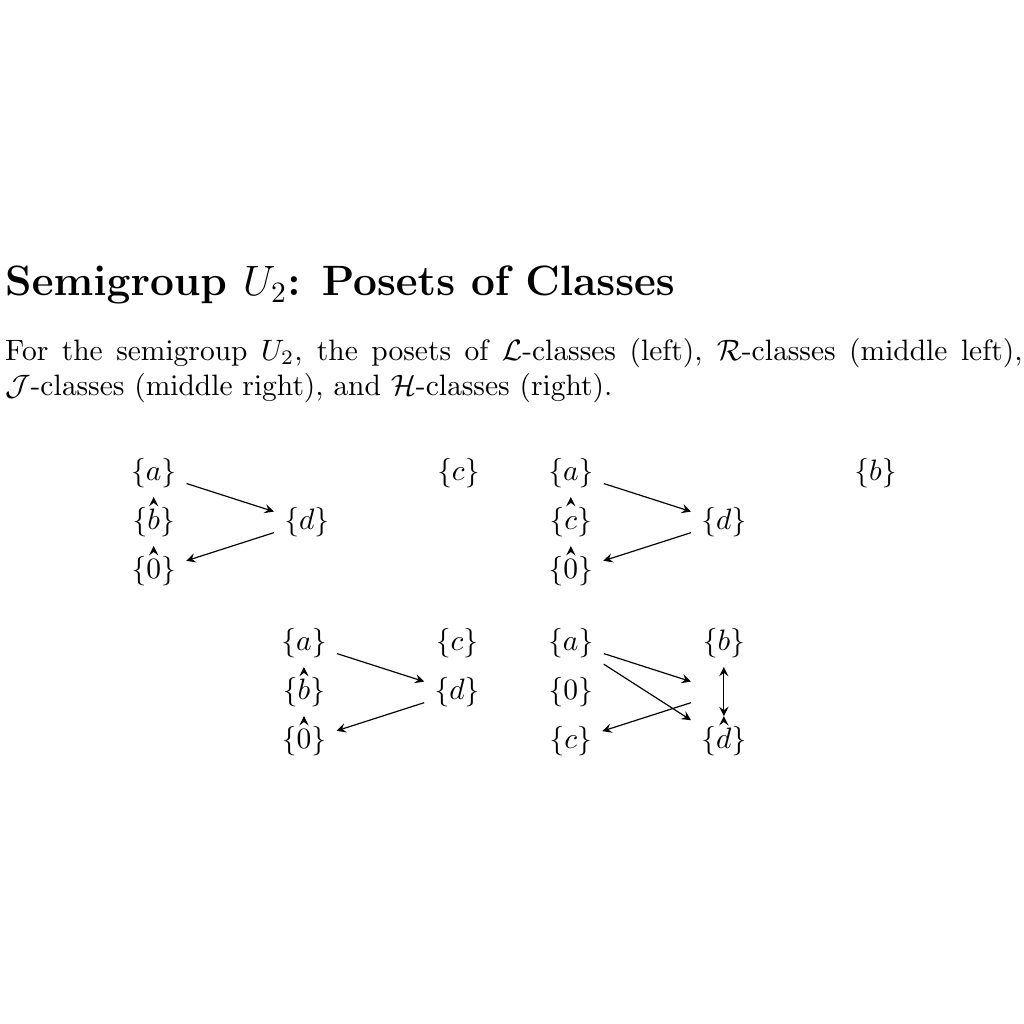 Semigroup $U_2$: Posets of Classes
For the semigroup $U_2$, the posets of $\mathcal{L}$-classes (left), $\mathcal{R}$-classes (middle left),
$\mathcal{J}$-classes (middle right), and $\mathcal{H}$-classes (right).
{a} {c} {a} {b}
{b} {d} {c} {d}
{0} {0}
{a} {c} {a} {b}
{b} {d} {0}
{0} {c} {d}